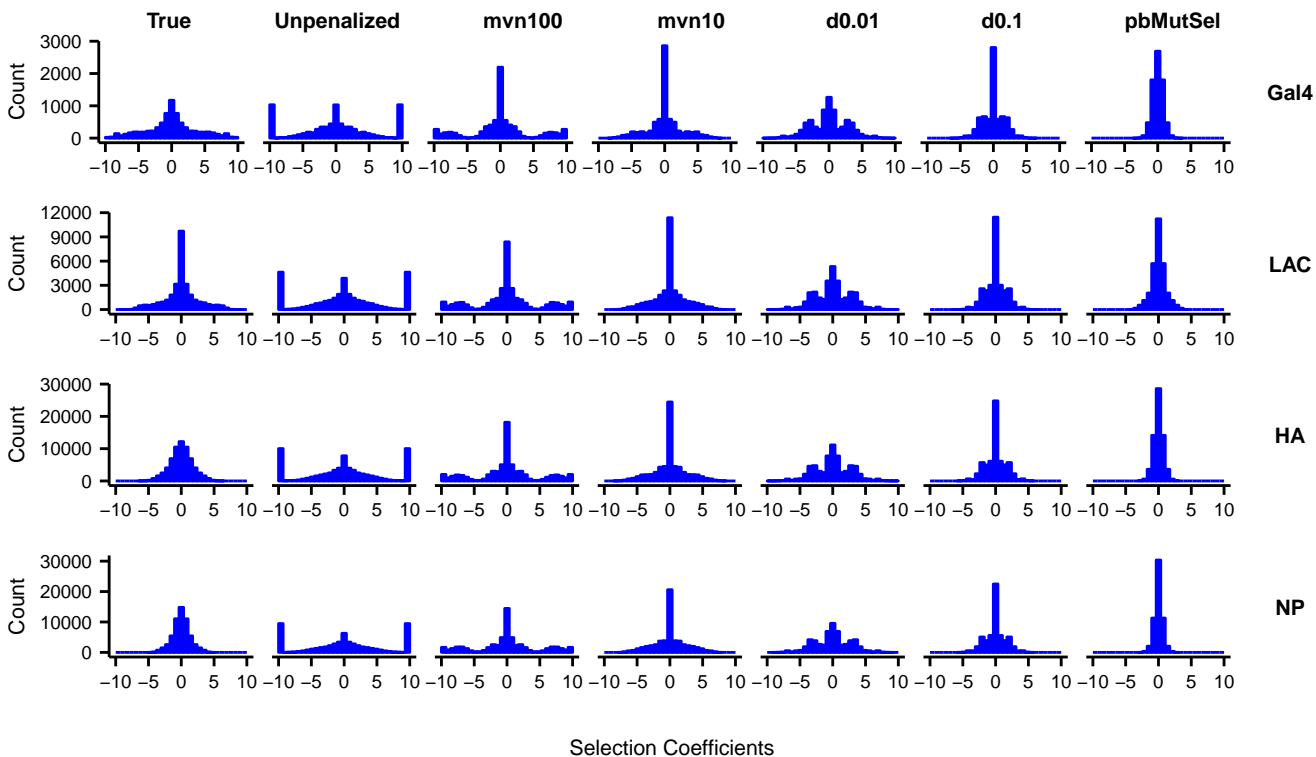 True Unpenalized mvn100 mvn10 d0.01 d0.1 pbMutSel
3000
2000
1000
0
Count
Gal4
−10 −5 0 5 10 −10 −5 0 5 10 −10 −5 0 5 10 −10 −5 0 5 10 −10 −5 0 5 10 −10 −5 0 5 10 −10 −5 0 5 10
12000
9000
6000
3000
0
Count
LAC
−10 −5 0 5 10 −10 −5 0 5 10 −10 −5 0 5 10 −10 −5 0 5 10 −10 −5 0 5 10 −10 −5 0 5 10 −10 −5 0 5 10
30000
20000
10000
0
Count
HA
−10 −5 0 5 10 −10 −5 0 5 10 −10 −5 0 5 10 −10 −5 0 5 10 −10 −5 0 5 10 −10 −5 0 5 10 −10 −5 0 5 10
30000
20000
10000
0
Count
NP
−10 −5 0 5 10 −10 −5 0 5 10 −10 −5 0 5 10 −10 −5 0 5 10 −10 −5 0 5 10 −10 −5 0 5 10 −10 −5 0 5 10
Selection Coefficients